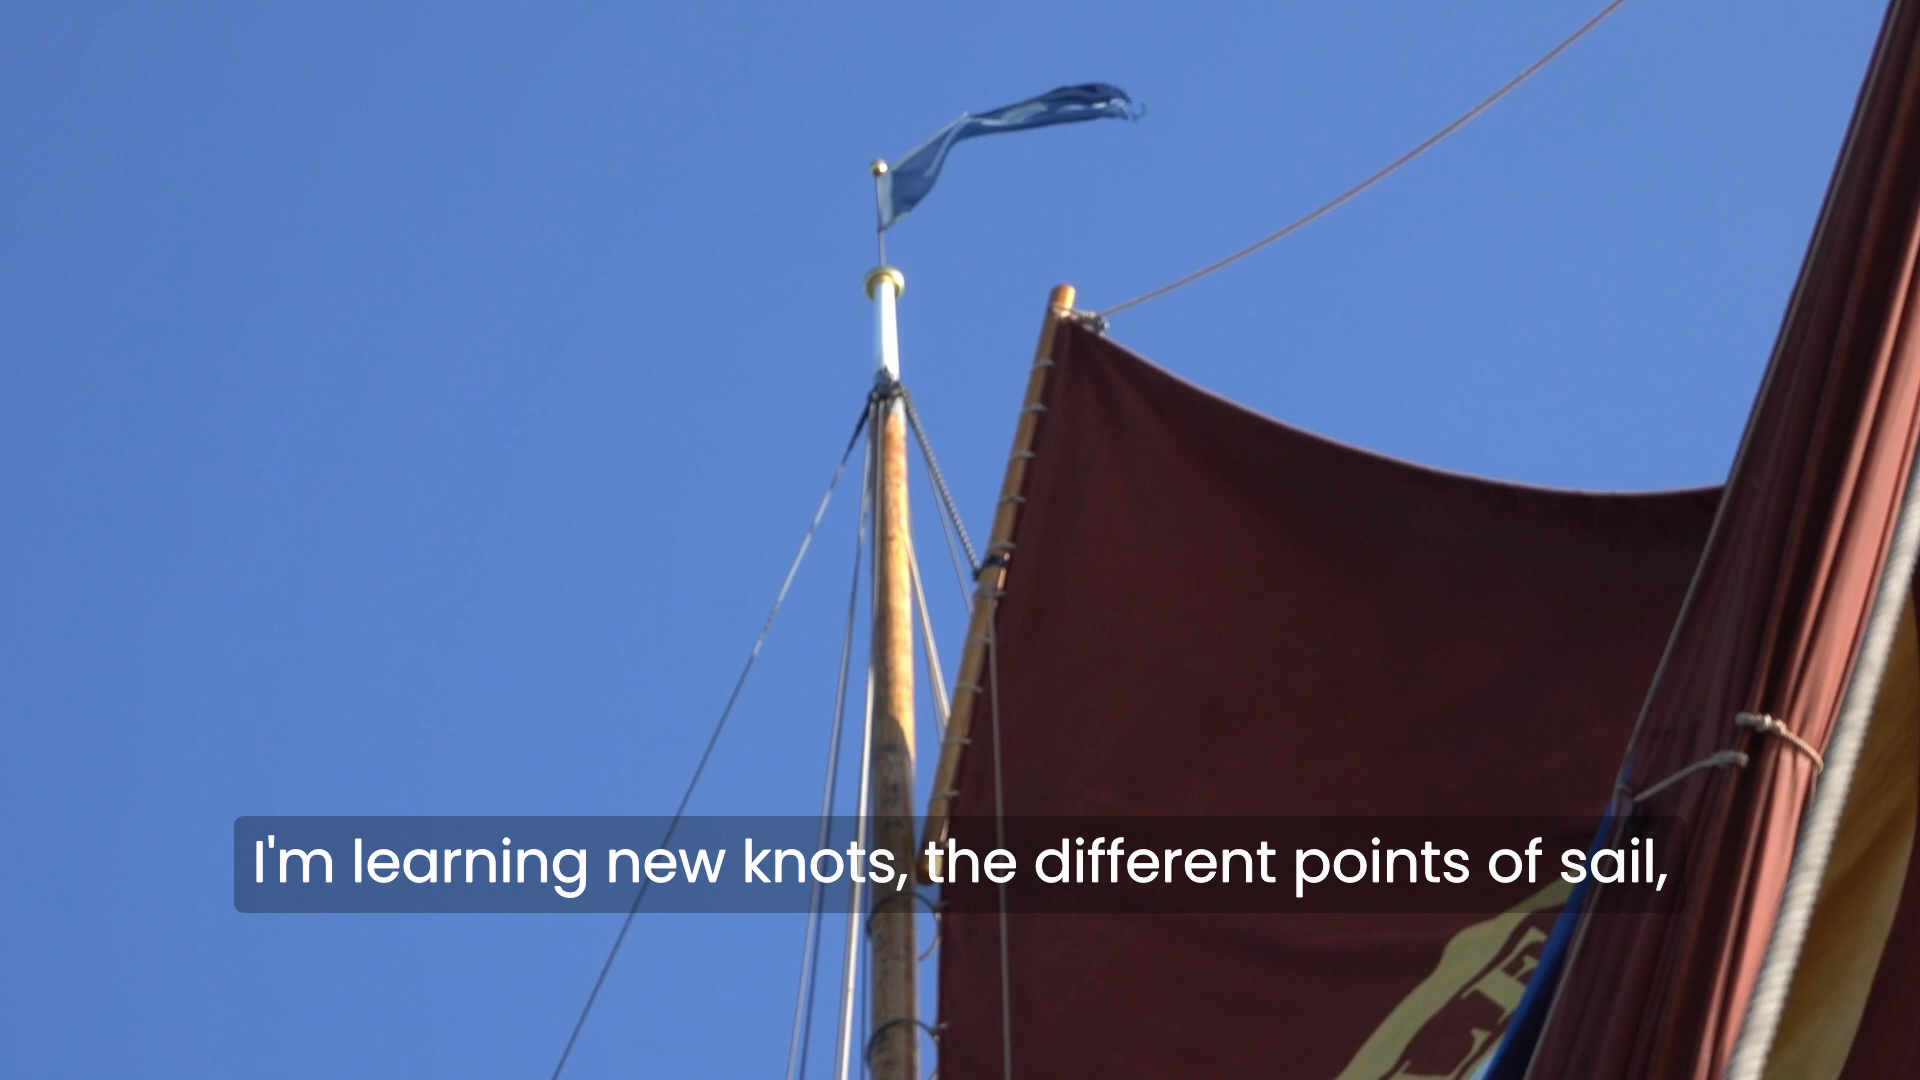 I'm learning new knots, the different points of sail,